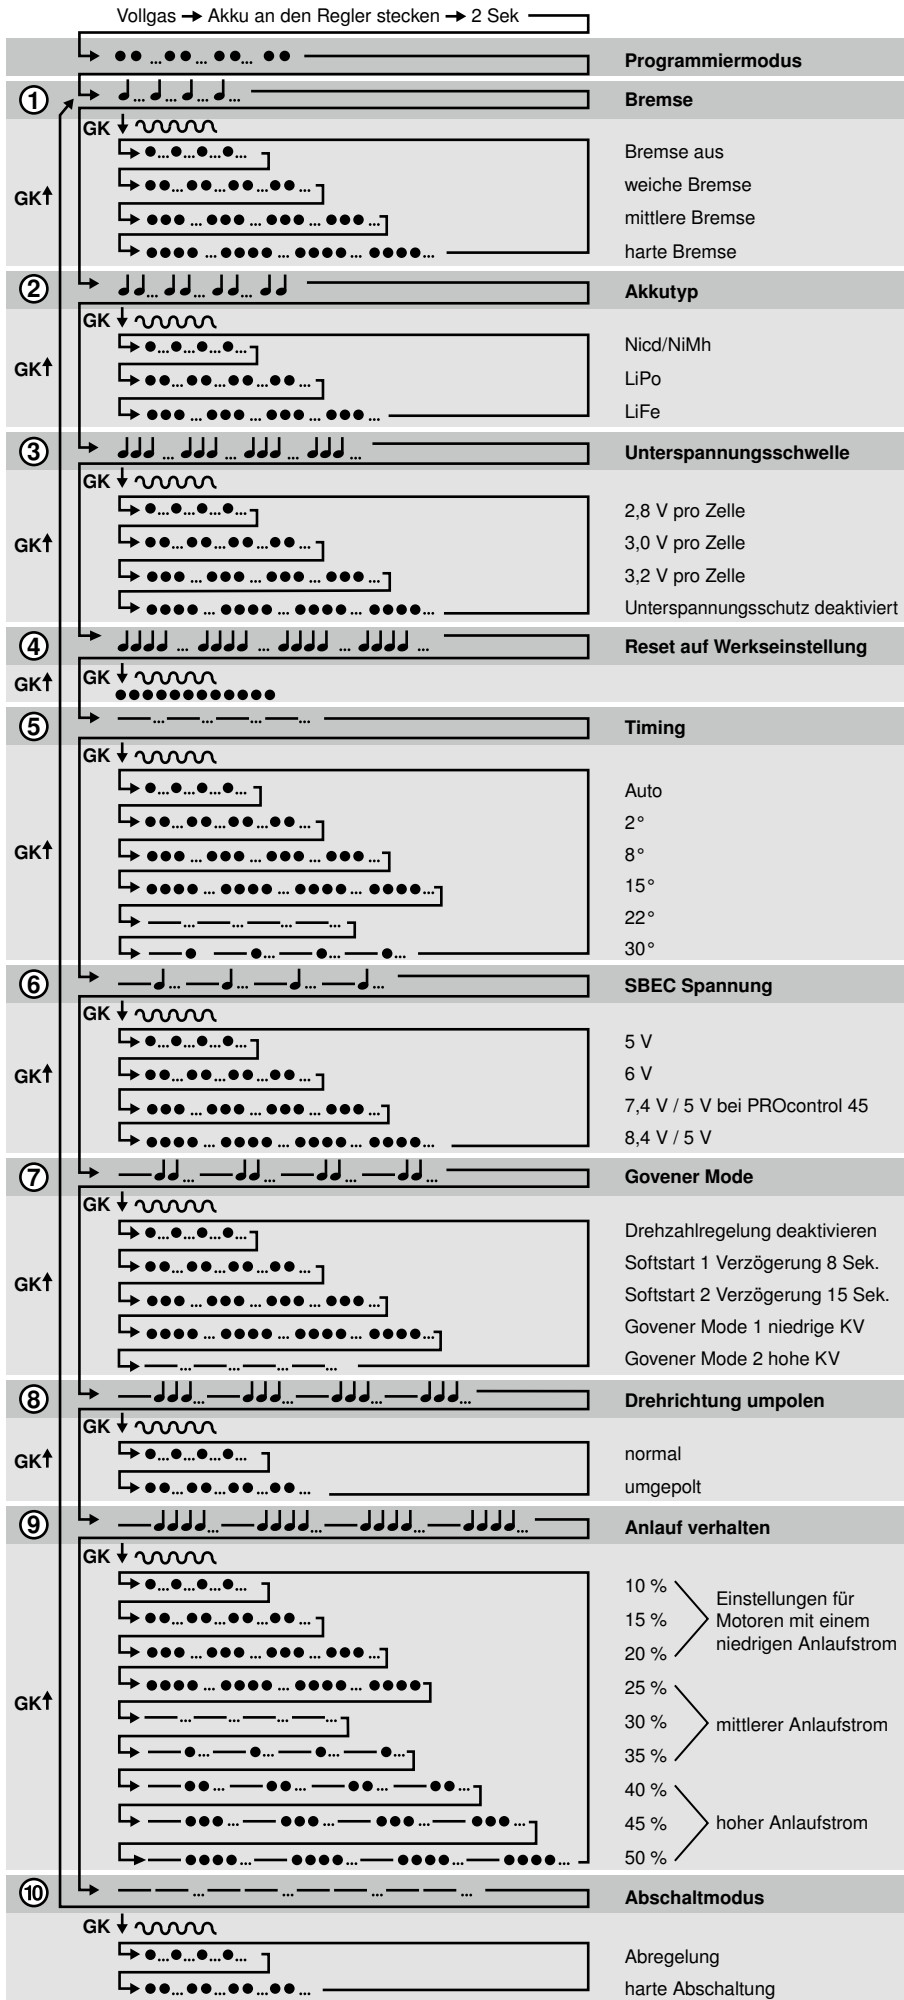 Vollgas → Akku an den Regler stecken → 2 Sek
Programmiermodus
1 Bremse
GK
Bremse aus
weiche Bremse
GK
mittlere Bremse
harte Bremse
2 Akkutyp
GK
Nicd/NiMh
GK
LiPo
LiFe
3 Unterspannungsschwelle
GK
2,8 V pro Zelle
3,0 V pro Zelle
GK
3,2 V pro Zelle
Unterspannungsschutz deaktiviert
4 Reset auf Werkseinstellung
GK GK
5 Timing
GK
Auto
2°
GK
8°
15°
22°
30°
6 SBEC Spannung
GK
5 V
6 V
GK
7,4 V / 5 V bei PROcontrol 45
8,4 V / 5 V
7 Govener Mode
GK
Drehzahlregelung deaktivieren
Softstart 1 Verzögerung 8 Sek.
GK
Softstart 2 Verzögerung 15 Sek.
Govener Mode 1 niedrige KV
Govener Mode 2 hohe KV
8 Drehrichtung umpolen
GK
GK
normal
umgepolt
9 Anlauf verhalten
GK
10 %
15 %
20 %
Einstellungen für
Motoren mit einem
niedrigen Anlaufstrom
GK
25 %
30 %
35 %
mittlerer Anlaufstrom
40 %
45 %
50 %
hoher Anlaufstrom
10 Abschaltmodus
GK
Abregelung
harte Abschaltung